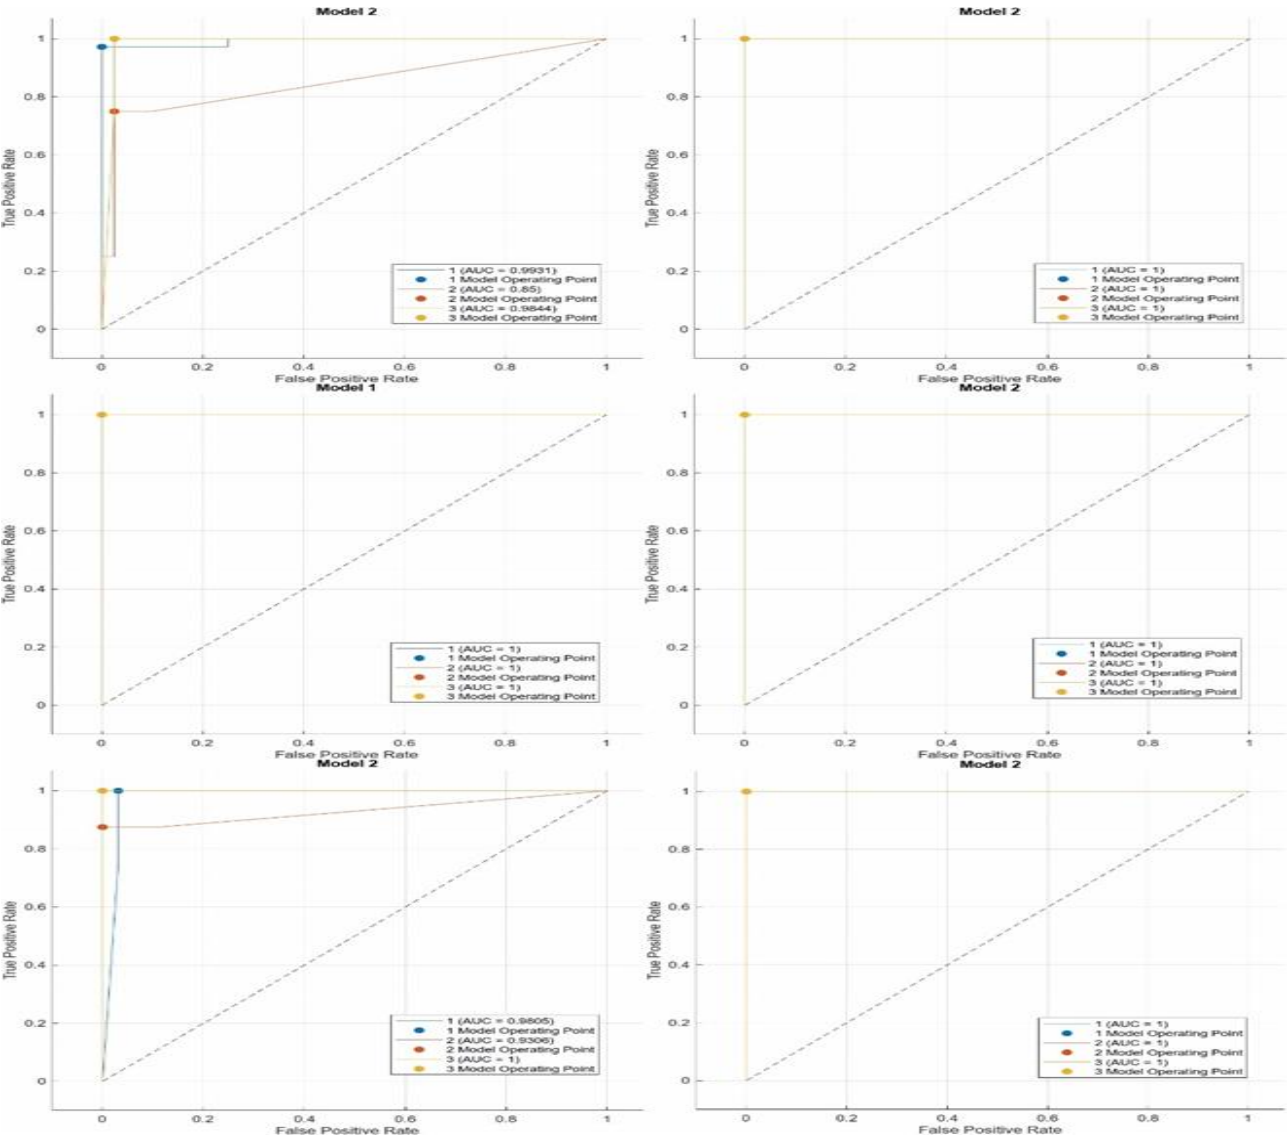 Model 2
True Positive Rate
1
0.8
0.6
0.4
0.2
0
1 (AUC = 0.9931)
1 Model Operating Point
2 (AUC = 0.85)
2 Model Operating Point
3 (AUC = 0.9844)
3 Model Operating Point
0 0.2 0.4 0.6 0.8 1
False Positive Rate
Model 2
True Positive Rate
1
0.8
0.6
0.4
0.2
0
1 (AUC = 1)
1 Model Operating Point
2 (AUC = 1)
2 Model Operating Point
3 (AUC = 1)
3 Model Operating Point
0 0.2 0.4 0.6 0.8 1
False Positive Rate
Model 1
True Positive Rate
1
0.8
0.6
0.4
0.2
0
1 (AUC = 1)
1 Model Operating Point
2 (AUC = 1)
2 Model Operating Point
3 (AUC = 1)
3 Model Operating Point
0 0.2 0.4 0.6 0.8 1
False Positive Rate
Model 2
True Positive Rate
1
0.8
0.6
0.4
0.2
0
1 (AUC = 1)
1 Model Operating Point
2 (AUC = 1)
2 Model Operating Point
3 (AUC = 1)
3 Model Operating Point
0 0.2 0.4 0.6 0.8 1
False Positive Rate
Model 2
True Positive Rate
1
0.8
0.6
0.4
0.2
0
1 (AUC = 0.9805)
1 Model Operating Point
2 (AUC = 0.9306)
2 Model Operating Point
3 (AUC = 1)
3 Model Operating Point
0 0.2 0.4 0.6 0.8 1
False Positive Rate
Model 2
True Positive Rate
1
0.8
0.6
0.4
0.2
0
1 (AUC = 1)
1 Model Operating Point
2 (AUC = 1)
2 Model Operating Point
3 (AUC = 1)
3 Model Operating Point
0 0.2 0.4 0.6 0.8 1
False Positive Rate